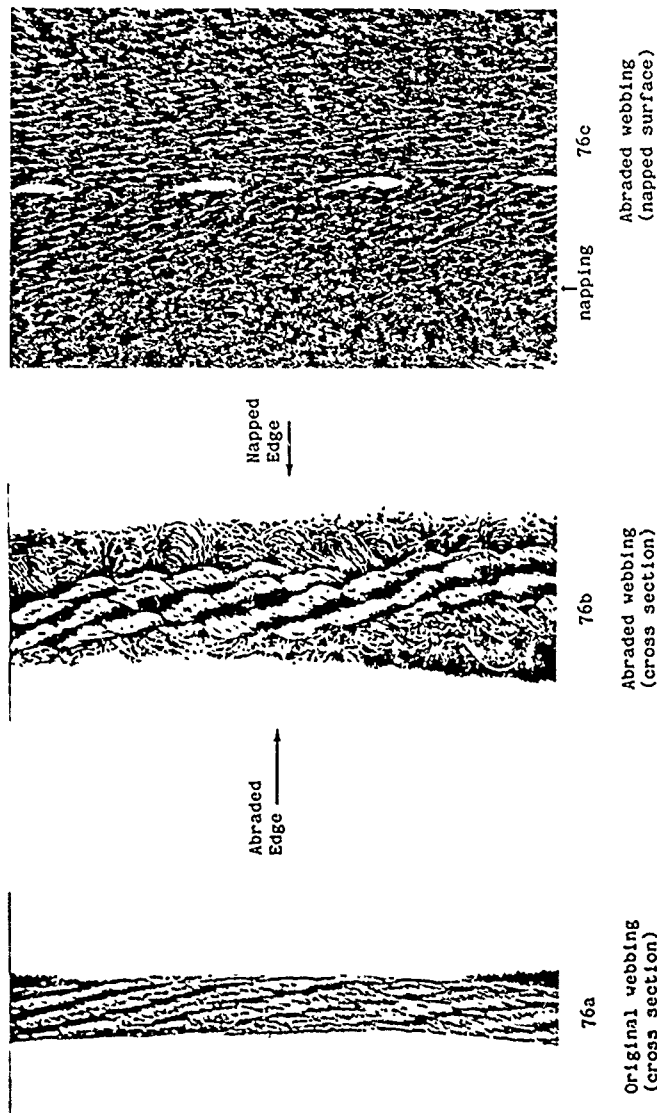 76a
Original webbing
(cross section)
Abraded
Edge
76b
Abraded webbing
(cross section)
Napped
Edge
napping
76c
Abraded webbing
(napped surface)